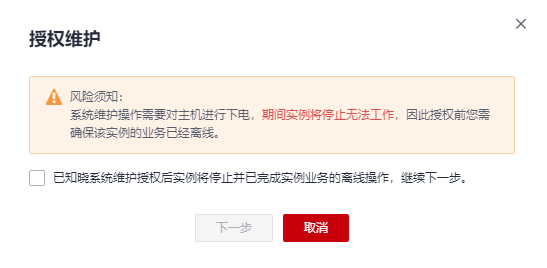 授权维护
风险须知：
系统维护操作需要对主机进行下电，期间实例将停止无法工作，因此授权前您需
确保该实例的业务已经离线。
已知晓系统维护授权后实例将停止并已完成实例业务的离线操作，继续下一步。
下一步
取消